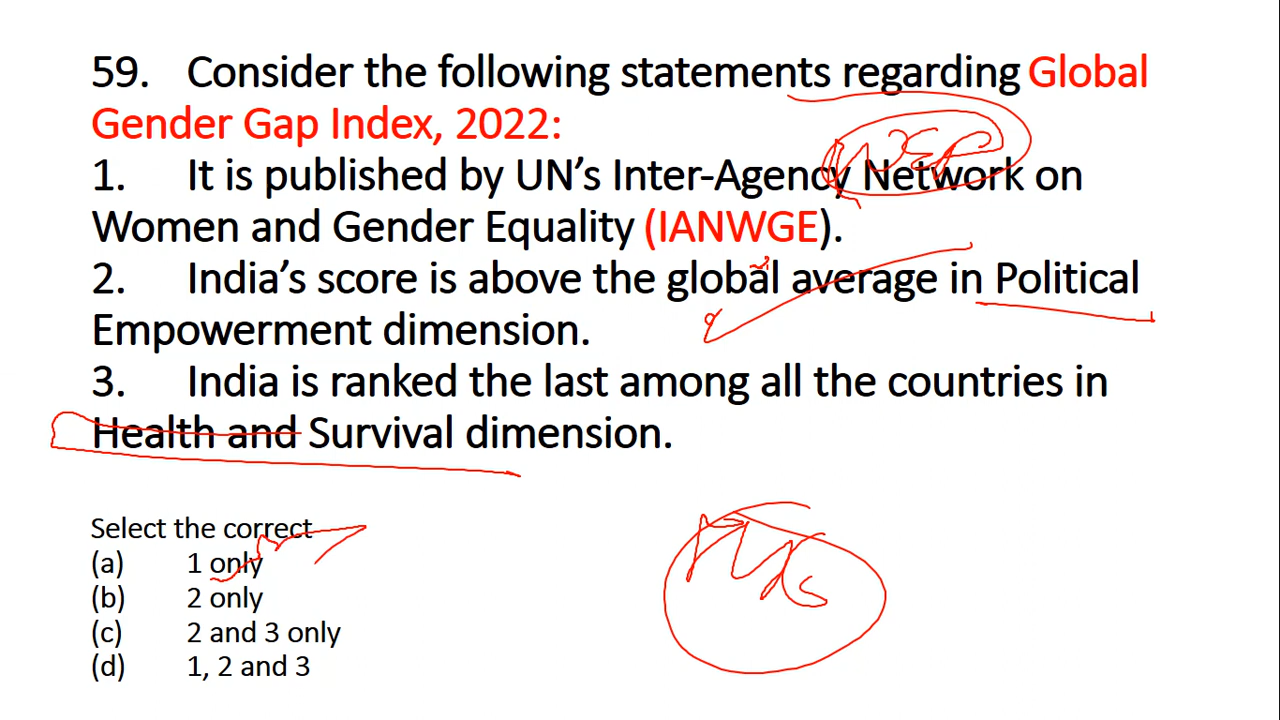 59. Consider the following statements regarding Global
Gender Gap Index, 2022:
1. It is published by UN's Inter-Agency Network on
Women and Gender Equality (IANWGE).
2. India's score is above the global average in Political
Empowerment dimension.
3. India is ranked the last among all the countries in
Health and Survival dimension.
Select the correct
(a) 1 only
(b) 2 only
(c) 2 and 3 only
(d) 1, 2 and 3